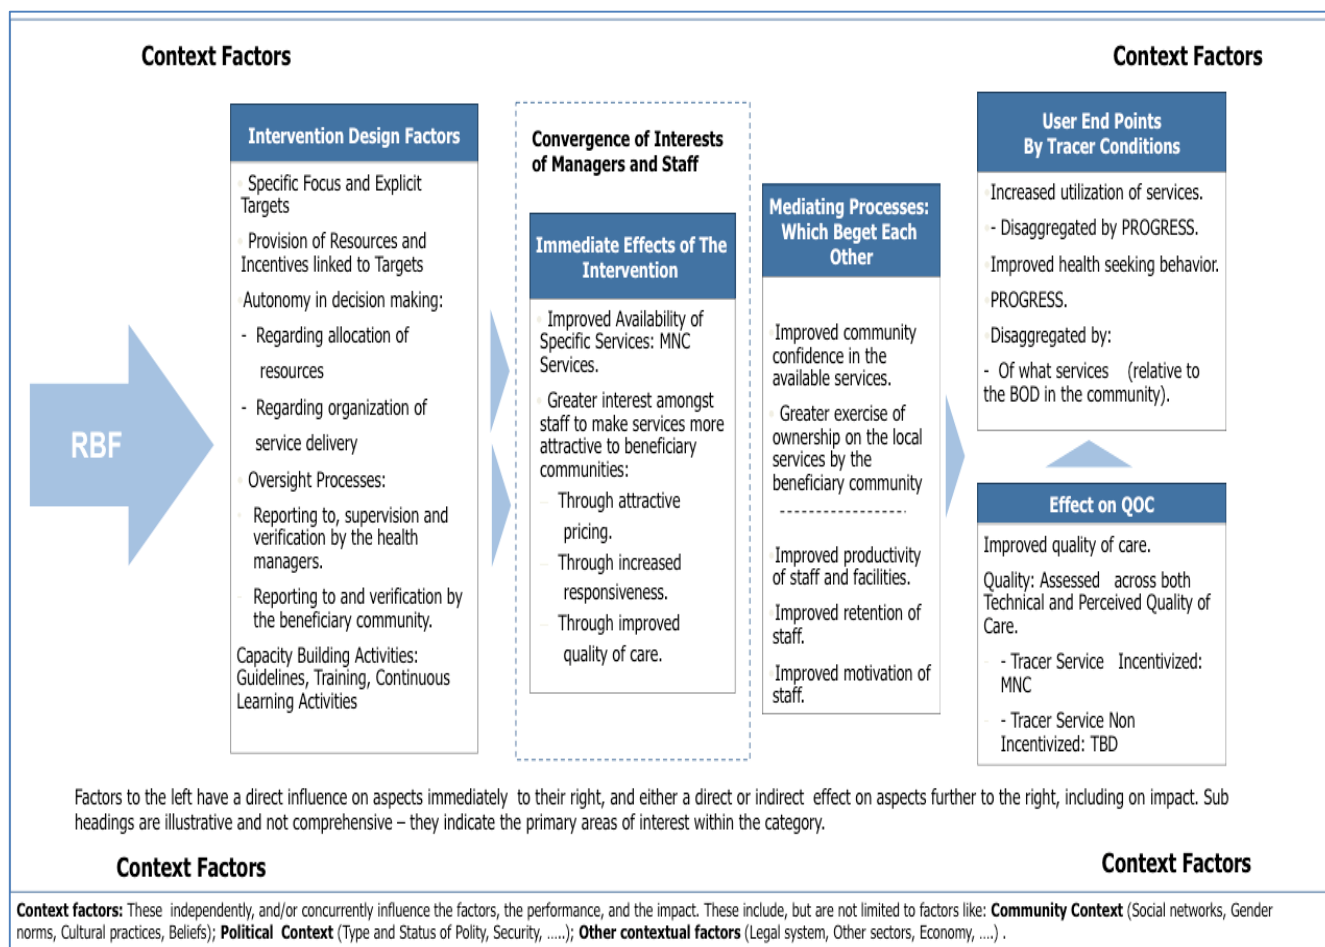 Context Factors
Context Factors
RBF
Intervention Design Factors
Specific Focus and Explicit
Targets
Provision of Resources and
Incentives linked to Targets
Autonomy in decision making:
- Regarding allocation of
resources
- Regarding organization of
service delivery
Oversight Processes:
Reporting to, supervision and
verification by the health
managers.
Reporting to and verification by
the beneficiary community.
Capacity Building Activities:
Guidelines, Training, Continuous
Learning Activities
Convergence of Interests
of Managers and Staff
Immediate Effects of The
Intervention
Improved Availability of
Specific Services: MNC
Services.
Greater interest amongst
staff to make services more
attractive to beneficiary
communities:
– Through attractive
pricing.
– Through increased
responsiveness.
– Through improved
quality of care.
Mediating Processes:
Which Beget Each
Other
Improved community
confidence in the
available services.
Greater exercise of
ownership on the local
services by the
beneficiary community
----------------
Improved productivity
of staff and facilities.
Improved retention of
staff.
Improved motivation of
staff.
User End Points
By Tracer Conditions
Increased utilization of services.
- Disaggregated by PROGRESS.
Improved health seeking behavior.
PROGRESS.
Disaggregated by:
- Of what services (relative to
the BOD in the community).
Effect on QOC
Improved quality of care.
Quality: Assessed across both
Technical and Perceived Quality of
Care.
- Tracer Service Incentivized:
MNC
- Tracer Service Non
Incentivized: TBD
Factors to the left have a direct influence on aspects immediately to their right, and either a direct or indirect effect on aspects further to the right, including on impact. Sub
headings are illustrative and not comprehensive – they indicate the primary areas of interest within the category.
Context Factors
Context Factors
Context factors: These independently, and/or concurrently influence the factors, the performance, and the impact. These include, but are not limited to factors like: Community Context (Social networks, Gender
norms, Cultural practices, Beliefs); Political Context (Type and Status of Polity, Security, .....); Other contextual factors (Legal system, Other sectors, Economy, ....) .